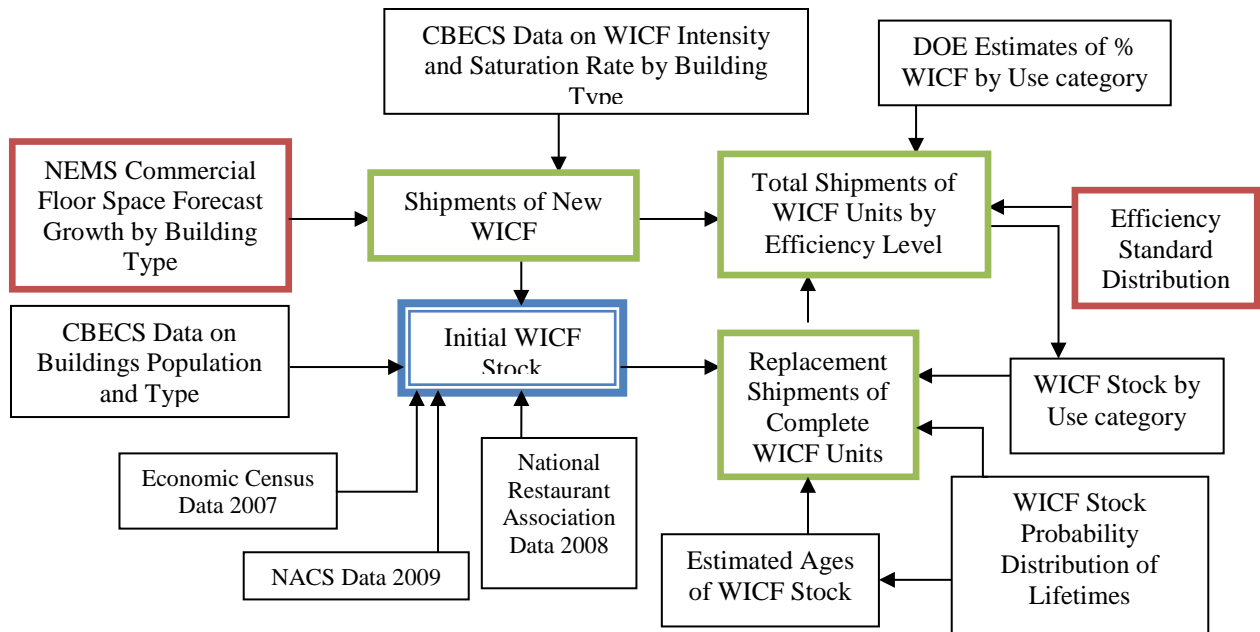 CBECS Data on WICF Intensity
and Saturation Rate by Building
Type
DOE Estimates of %
WICF by Use category
NEMS Commercial
Floor Space Forecast
Growth by Building
Type
Shipments of New
WICF
Total Shipments of
WICF Units by
Efficiency Level
Efficiency
Standard
Distribution
CBECS Data on
Buildings Population
and Type
Initial WICF
Stock
Replacement
Shipments of
Complete
WICF Units
WICF Stock by
Use category
Economic Census
Data 2007
National
Restaurant
Association
Data 2008
NACS Data 2009
Estimated Ages
of WICF Stock
WICF Stock
Probability
Distribution of
Lifetimes